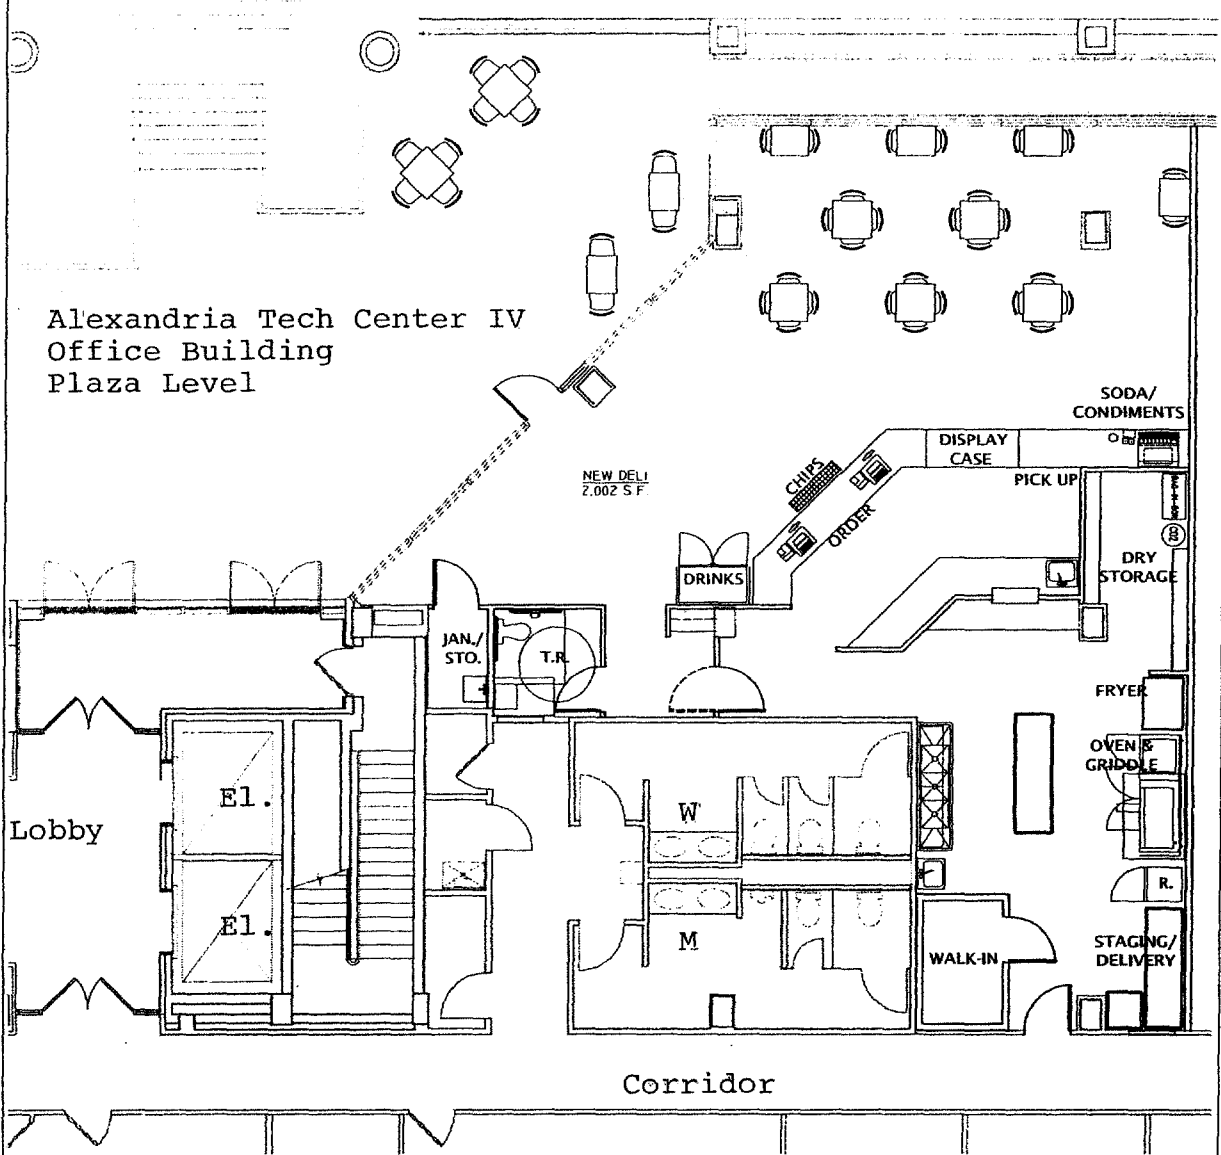 Alexandria Tech Center IV
Office Building
Plaza Level
SODA/
CONDIMENTS
DISPLAY
CASE
CHIPS
PICK UP
NEW DELI
2,002 S F
ORDER
DRY
STORAGE
CO2
DRINKS
JAN./
STO.
T.R.
FRYER
OVEN &
GRIDDLE
El.
W
Lobby
R.
El.
M
STAGING/
DELIVERY
WALK-IN
Corridor